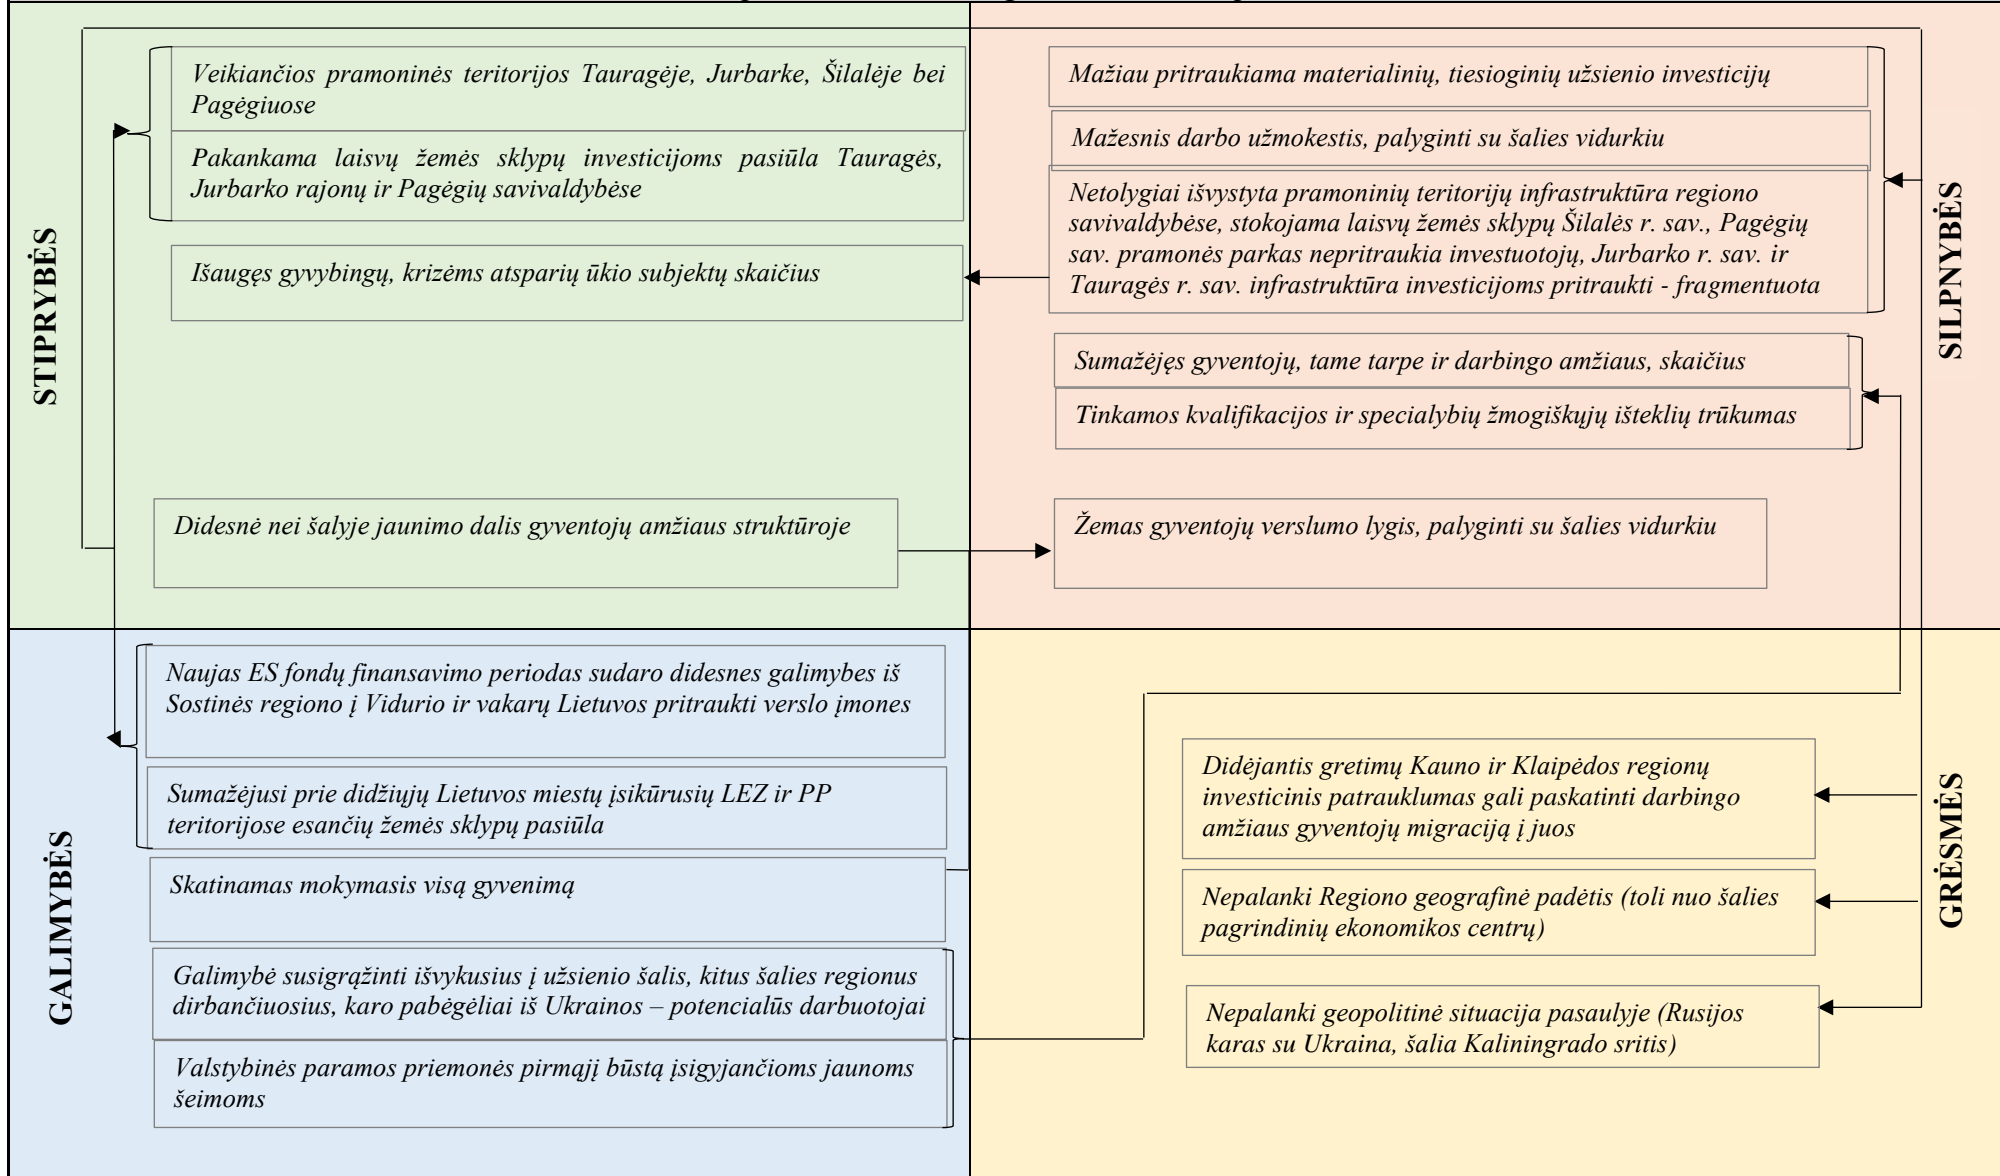 STIPRYBĖS
Veikiančios pramoninės teritorijos Tauragėje, Jurbarke, Šilalėje bei
Pagėgiuose
Pakankama laisvų žemės sklypų investicijoms pasiūla Tauragės,
Jurbarko rajonų ir Pagėgių savivaldybėse
Išaugęs gyvybingų, krizėms atsparių ūkio subjektų skaičius
Didesnė nei šalyje jaunimo dalis gyventojų amžiaus struktūroje
SILPNYBĖS
Mažiau pritraukiama materialinių, tiesioginių užsienio investicijų
Mažesnis darbo užmokestis, palyginti su šalies vidurkiu
Netolygiai išvystyta pramoninių teritorijų infrastruktūra regiono
savivaldybėse, stokojama laisvų žemės sklypų Šilalės r. sav., Pagėgių
sav. pramonės parkas nepritraukia investuotojų, Jurbarko r. sav. ir
Tauragės r. sav. infrastruktūra investicijoms pritraukti - fragmentuota
Sumažėjęs gyventojų, tame tarpe ir darbingo amžiaus, skaičius
Tinkamos kvalifikacijos ir specialybių žmogiškųjų išteklių trūkumas
Žemas gyventojų verslumo lygis, palyginti su šalies vidurkiu
GALIMYBĖS
Naujas ES fondų finansavimo periodas sudaro didesnes galimybes iš
Sostinės regiono į Vidurio ir vakarų Lietuvos pritraukti verslo įmones
Sumažėjusi prie didžiųjų Lietuvos miestų įsikūrusių LEZ ir PP
teritorijose esančių žemės sklypų pasiūla
Skatinamas mokymasis visą gyvenimą
Galimybė susigrąžinti išvykusius į užsienio šalis, kitus šalies regionus
dirbančiuosius, karo pabėgėliai iš Ukrainos – potencialūs darbuotojai
Valstybinės paramos priemonės pirmąjį būstą įsigyjančioms jaunoms
šeimoms
GRĖSMĖS
Didėjantis gretimų Kauno ir Klaipėdos regionų
investicinis patrauklumas gali paskatinti darbingo
amžiaus gyventojų migraciją į juos
Nepalanki Regiono geografinė padėtis (toli nuo šalies
pagrindinių ekonomikos centrų)
Nepalanki geopolitinė situacija pasaulyje (Rusijos
karas su Ukraina, šalia Kaliningrado sritis)